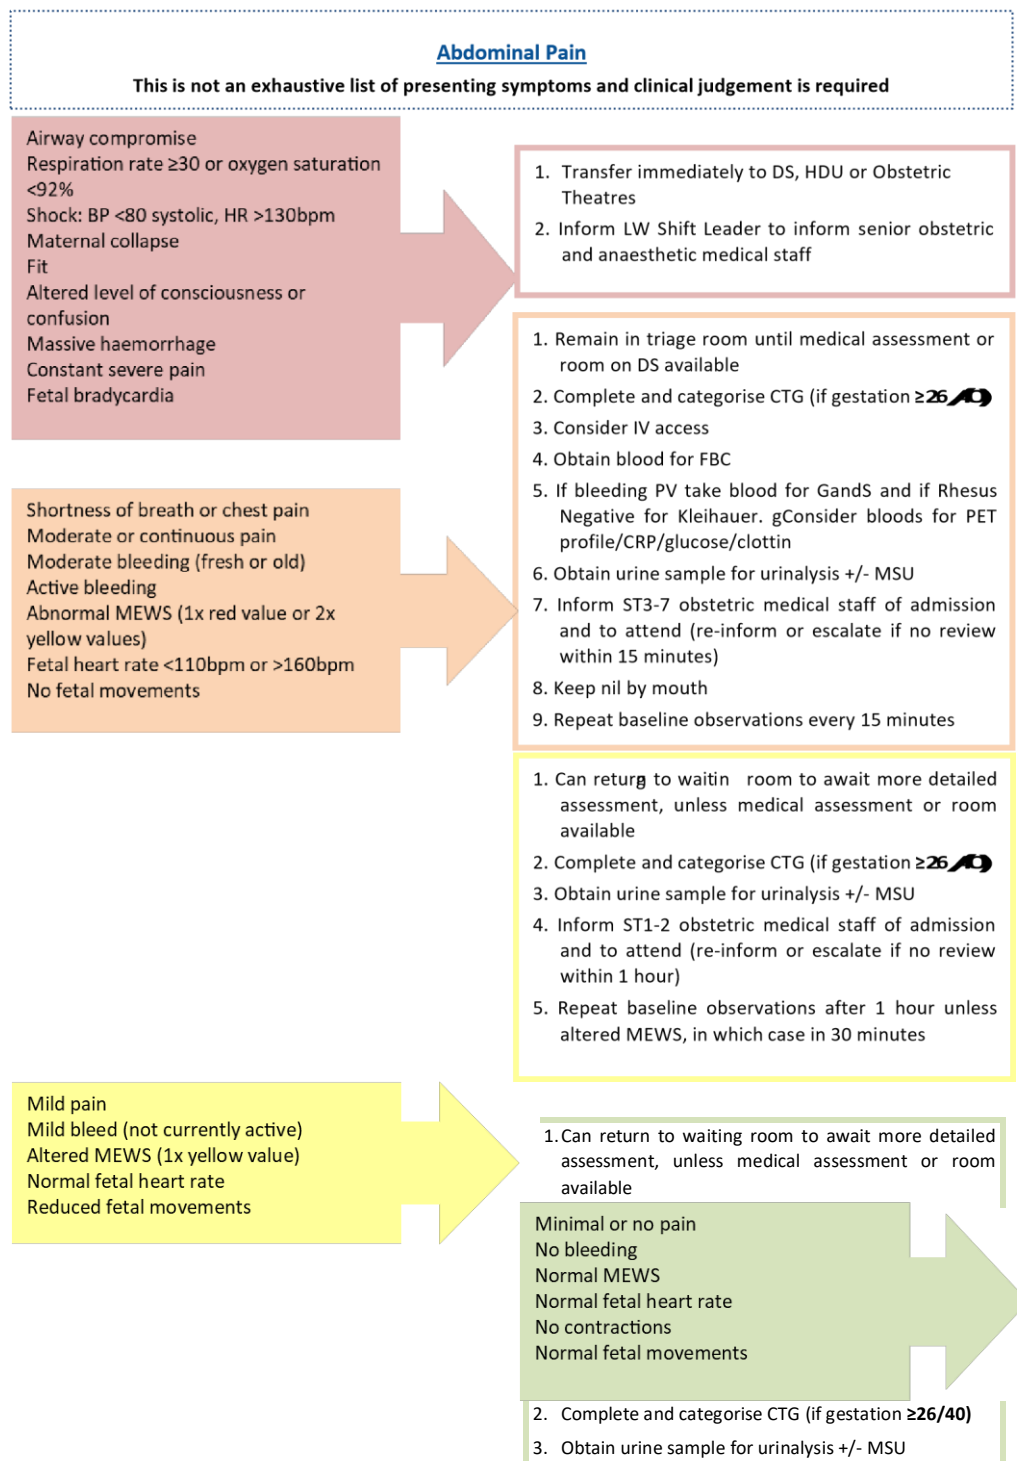 Abdominal Pain
This is not an exhaustive list of presenting symptoms and clinical judgement is required
Airway compromise
Respiration rate ≥30 or oxygen saturation
<92%
Shock: BP <80 systolic, HR >130bpm
Maternal collapse
Fit
Altered level of consciousness or
confusion
Massive haemorrhage
Constant severe pain
Fetal bradycardia
1. Transfer immediately to DS, HDU or Obstetric
Theatres
2. Inform LW Shift Leader to inform senior obstetric
and anaesthetic medical staff
Shortness of breath or chest pain
Moderate or continuous pain
Moderate bleeding (fresh or old)
Active bleeding
Abnormal MEWS (1x red value or 2x
yellow values)
Fetal heart rate <110bpm or >160bpm
No fetal movements
1. Remain in triage room until medical assessment or
room on DS available
2. Complete and categorise CTG (if gestation ≥26
3. Consider IV access
4. Obtain blood for FBC
5. If bleeding PV take blood for GandS and if Rhesus
Negative for Kleihauer. gConsider bloods for PET
profile/CRP/glucose/clottin
6. Obtain urine sample for urinalysis +/- MSU
7. Inform ST3-7 obstetric medical staff of admission
and to attend (re-inform or escalate if no review
within 15 minutes)
8. Keep nil by mouth
9. Repeat baseline observations every 15 minutes
1. Can return to waitin room to await more detailed
assessment, unless medical assessment or room
available
2. Complete and categorise CTG (if gestation ≥26
3. Obtain urine sample for urinalysis +/- MSU
4. Inform ST1-2 obstetric medical staff of admission
and to attend (re-inform or escalate if no review
within 1 hour)
5. Repeat baseline observations after 1 hour unless
altered MEWS, in which case in 30 minutes
Mild pain
Mild bleed (not currently active)
Altered MEWS (1x yellow value)
Normal fetal heart rate
Reduced fetal movements
1. Can return to waiting room to await more detailed
assessment, unless medical assessment or room
available
Minimal or no pain
No bleeding
Normal MEWS
Normal fetal heart rate
No contractions
Normal fetal movements
2. Complete and categorise CTG (if gestation ≥26/40)
3. Obtain urine sample for urinalysis +/- MSU